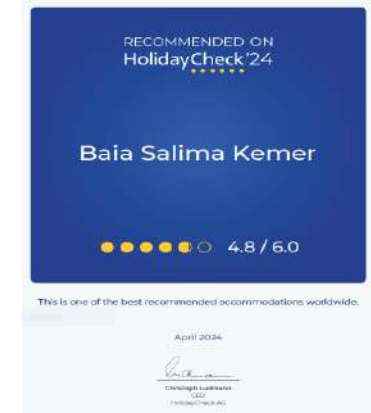 RECOMMENDED ON
HolidayCheck '24
Baia Salima Kemer
4.8 / 6.0
This is one of the best recommended accommodations worldwide.
April 2024
Christoph Ludmann
CEO
HolidayCheck AG